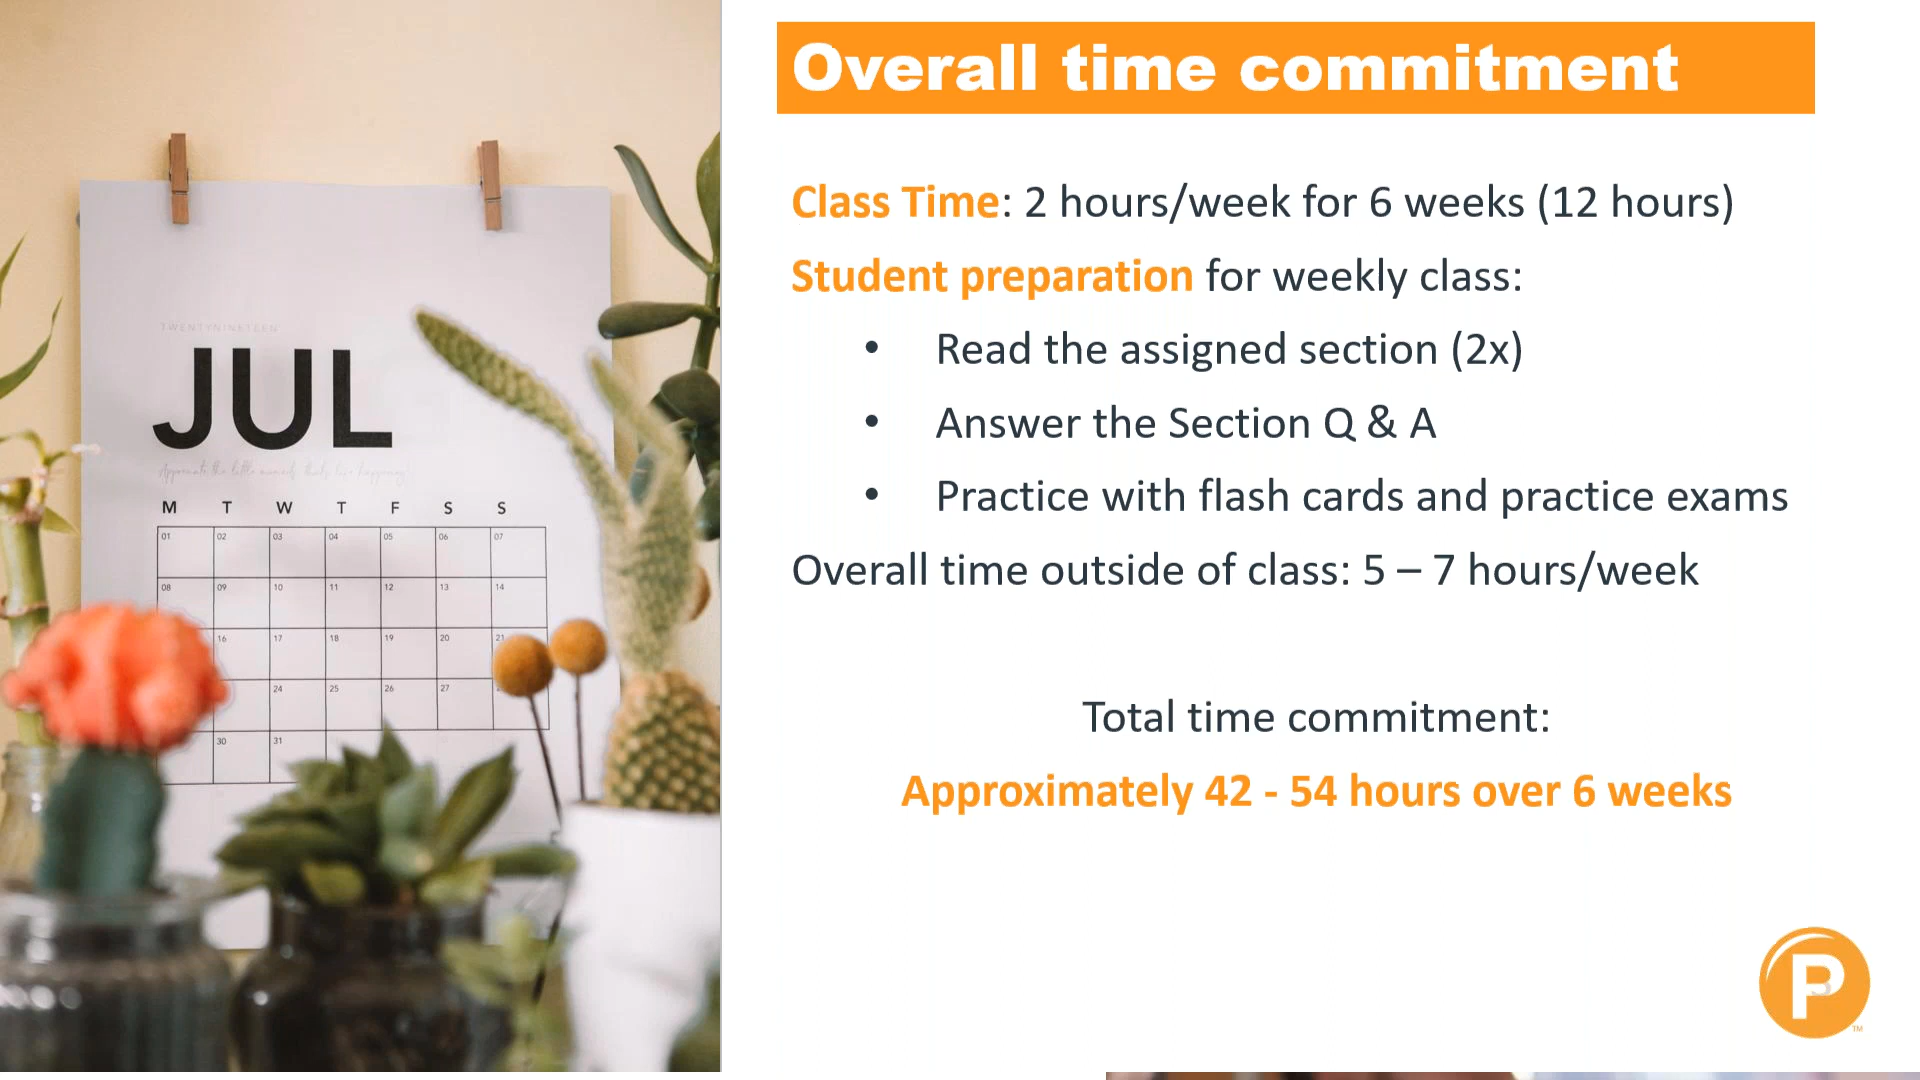 Overall time commitment
Class Time: 2 hours/week for 6 weeks (12 hours)
Student preparation for weekly class:
• Read the assigned section (2x)
• Answer the Section Q & A
• Practice with flash cards and practice exams
Overall time outside of class: 5 – 7 hours/week
Total time commitment:
Approximately 42 - 54 hours over 6 weeks
TWENTYNINETEEN
JUL
M T W T F S S
01 02 03 04 05 06 07
08 09 10 11 12 13 14
16 17 18 19 20 21
24 25 26 27
30 31
P
TM